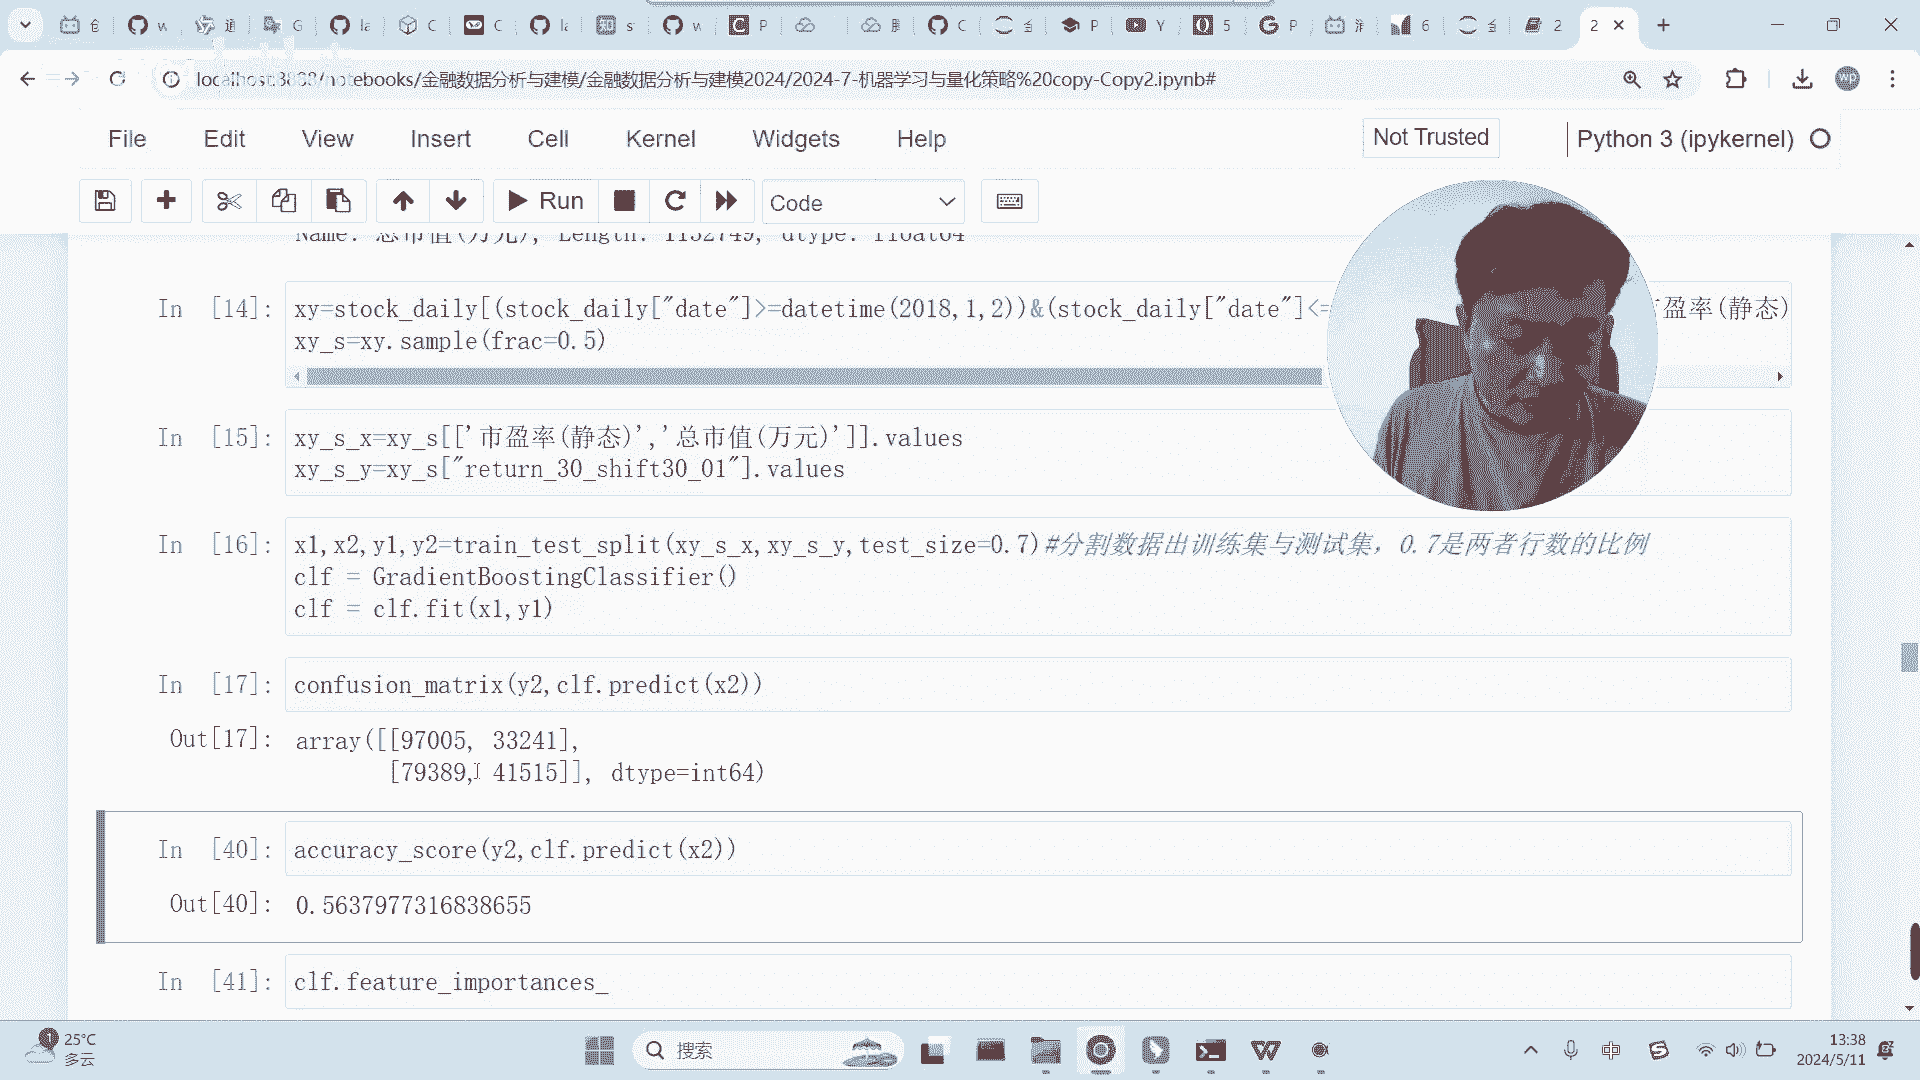 localhost:3888/notebooks/金融数据分析与建模/金融数据分析与建模2024/2024-7-机器学习与量化策略%20copy-Copy2.ipynb#
File Edit View Insert Cell Kernel Widgets Help
Not Trusted
Python 3 (ipykernel)
Run
Code
Name: 总市值(万元), Length: 1132749, dtype: float64
In [14]:
xy=stock_daily[(stock_daily["date"]>=datetime(2018,1,2))&(stock_daily["date"]<=
盈率(静态)
xy_s=xy.sample(frac=0.5)
In [15]:
xy_s_x=xy_s[['市盈率(静态)','总市值(万元)']].values
xy_s_y=xy_s["return_30_shift30_01"].values
In [16]:
x1,x2,y1,y2=train_test_split(xy_s_x,xy_s_y,test_size=0.7)#分割数据出训练集与测试集，0.7是两者行数的比例
clf = GradientBoostingClassifier()
clf = clf.fit(x1,y1)
In [17]:
confusion_matrix(y2,clf.predict(x2))
Out[17]:
array([[97005, 33241],
[79389, 41515]], dtype=int64)
In [40]:
accuracy_score(y2,clf.predict(x2))
Out[40]:
0.5637977316838655
In [41]:
clf.feature_importances_
25°C
多云
搜索
中
13:38
2024/5/11